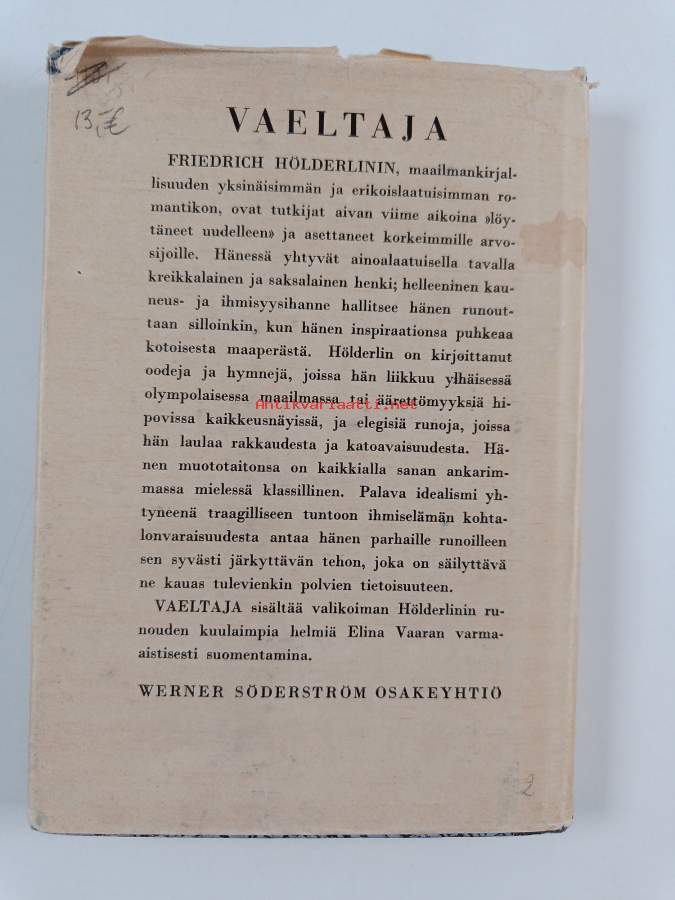 13,-€
VAELTAJA
FRIEDRICH HÖLDERLININ, maailmankirjal-
lisuuden yksinäisimmän ja erikoislaatuisimman ro-
mantikon, ovat tutkijat aivan viime aikoina »löy-
täneet uudelleen» ja asettaneet korkeimmille arvo-
sijoille. Hänessä yhtyvät ainoalaatuisella tavalla
kreikkalainen ja saksalainen henki; helleeninen kau-
neus- ja ihmisyysihanne hallitsee hänen runout-
taan silloinkin, kun hänen inspiraationsa puhkeaa
kotoisesta maaperästä. Hölderlin on kirjoittanut
oodeja ja hymnejä, joissa hän liikkuu ylhäisessä
olympolaisessa maailmassa tai äärettömyyksiä hi-
Antikvariaatti.net
povissa kaikkeusnäyissä, ja elegisiä runoja, joissa
hän laulaa rakkaudesta ja katoavaisuudesta. Hä-
nen muototaitonsa on kaikkialla sanan ankarim-
massa mielessä klassillinen. Palava idealismi yh-
tyneenä traagilliseen tuntoon ihmiselämän kohta-
lonvaraisuudesta antaa hänen parhaille runoilleen
sen syvästi järkyttävän tehon, joka on säilyttävä
ne kauas tulevienkin polvien tietoisuuteen.
VAELTAJA sisältää valikoiman Hölderlinin ru-
nouden kuulaimpia helmiä Elina Vaaran varma-
aistisesti suomentamina.
WERNER SÖDERSTRÖM OSAKEYHTIÖ
2